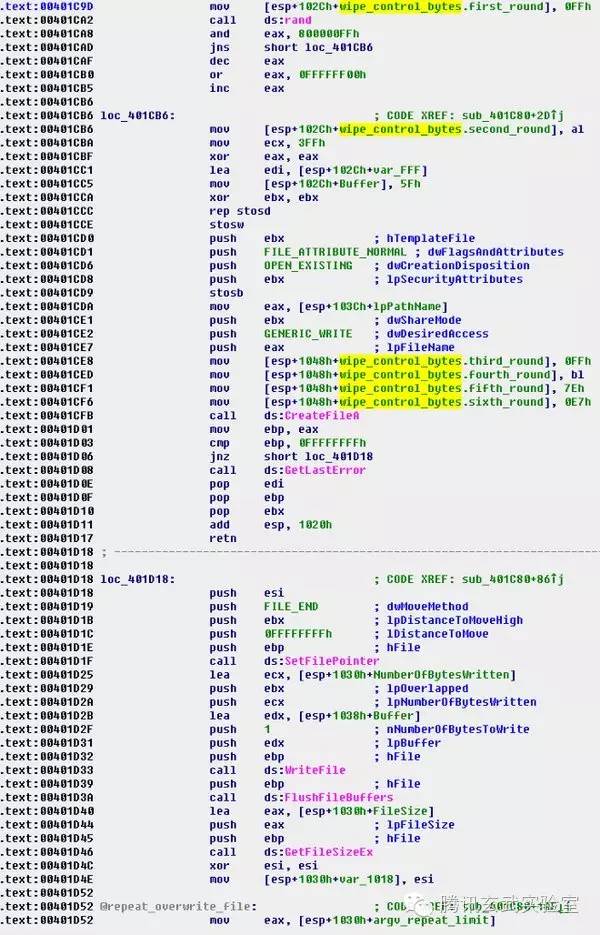 .text:00401C9D mov [esp+102Ch+wipe_control_bytes.first_round], 0FFh
.text:00401CA2 call ds:rand
.text:00401CA8 and eax, 800000FFh
.text:00401CAD jns short loc_401CB6
.text:00401CAF dec eax
.text:00401CB0 or eax, 0FFFFFF00h
.text:00401CB5 inc eax
.text:00401CB6
.text:00401CB6 loc_401CB6: ; CODE XREF: sub_401C80+2D↑j
.text:00401CB6 mov [esp+102Ch+wipe_control_bytes.second_round], al
.text:00401CBA mov ecx, 3FFh
.text:00401CBF xor eax, eax
.text:00401CC1 lea edi, [esp+102Ch+var_FFF]
.text:00401CC5 mov [esp+102Ch+Buffer], 5Fh
.text:00401CCA xor ebx, ebx
.text:00401CCC rep stosd
.text:00401CCE stosw
.text:00401CD0 push ebx ; hTemplateFile
.text:00401CD1 push FILE_ATTRIBUTE_NORMAL ; dwFlagsAndAttributes
.text:00401CD6 push OPEN_EXISTING ; dwCreationDisposition
.text:00401CD8 push ebx ; lpSecurityAttributes
.text:00401CD9 stosb
.text:00401CDA mov eax, [esp+103Ch+lpPathName]
.text:00401CE1 push ebx ; dwShareMode
.text:00401CE2 push GENERIC_WRITE ; dwDesiredAccess
.text:00401CE7 push eax ; lpFileName
.text:00401CE8 mov [esp+1048h+wipe_control_bytes.third_round], 0FFh
.text:00401CED mov [esp+1048h+wipe_control_bytes.fourth_round], bl
.text:00401CF1 mov [esp+1048h+wipe_control_bytes.fifth_round], 7Eh
.text:00401CF6 mov [esp+1048h+wipe_control_bytes.sixth_round], 0E7h
.text:00401CFB call ds:CreateFileA
.text:00401D01 mov ebp, eax
.text:00401D03 cmp ebp, 0FFFFFFFFh
.text:00401D06 jnz short loc_401D18
.text:00401D08 call ds:GetLastError
.text:00401D0E pop edi
.text:00401D0F pop ebp
.text:00401D10 pop ebx
.text:00401D11 add esp, 1020h
.text:00401D17 retn
.text:00401D18 ; ---------------------------------------------------------------------------
.text:00401D18
.text:00401D18 loc_401D18: ; CODE XREF: sub_401C80+86↑j
.text:00401D18 push esi
.text:00401D19 push FILE_END ; dwMoveMethod
.text:00401D1B push ebx ; lpDistanceToMoveHigh
.text:00401D1C push 0FFFFFFFFh ; lDistanceToMove
.text:00401D1E push ebp ; hFile
.text:00401D1F call ds:SetFilePointer
.text:00401D25 lea ecx, [esp+1030h+NumberOfBytesWritten]
.text:00401D29 push ebx ; lpOverlapped
.text:00401D2A push ecx ; lpNumberOfBytesWritten
.text:00401D2B lea edx, [esp+1038h+Buffer]
.text:00401D2F push 1 ; nNumberOfBytesToWrite
.text:00401D31 push edx ; lpBuffer
.text:00401D32 push ebp ; hFile
.text:00401D33 call ds:WriteFile
.text:00401D39 push ebp ; hFile
.text:00401D3A call ds:FlushFileBuffers
.text:00401D40 lea eax, [esp+1030h+FileSize]
.text:00401D44 push eax ; lpFileSize
.text:00401D45 push ebp ; hFile
.text:00401D46 call ds:GetFileSizeEx
.text:00401D4C xor esi, esi
.text:00401D4E mov [esp+1030h+var_1018], esi
.text:00401D52
.text:00401D52 @repeat_overwrite_file: ; CODE XREF:
.text:00401D52 mov eax, [esp+1030h+argv_repeat_limit]
腾讯玄武实验室